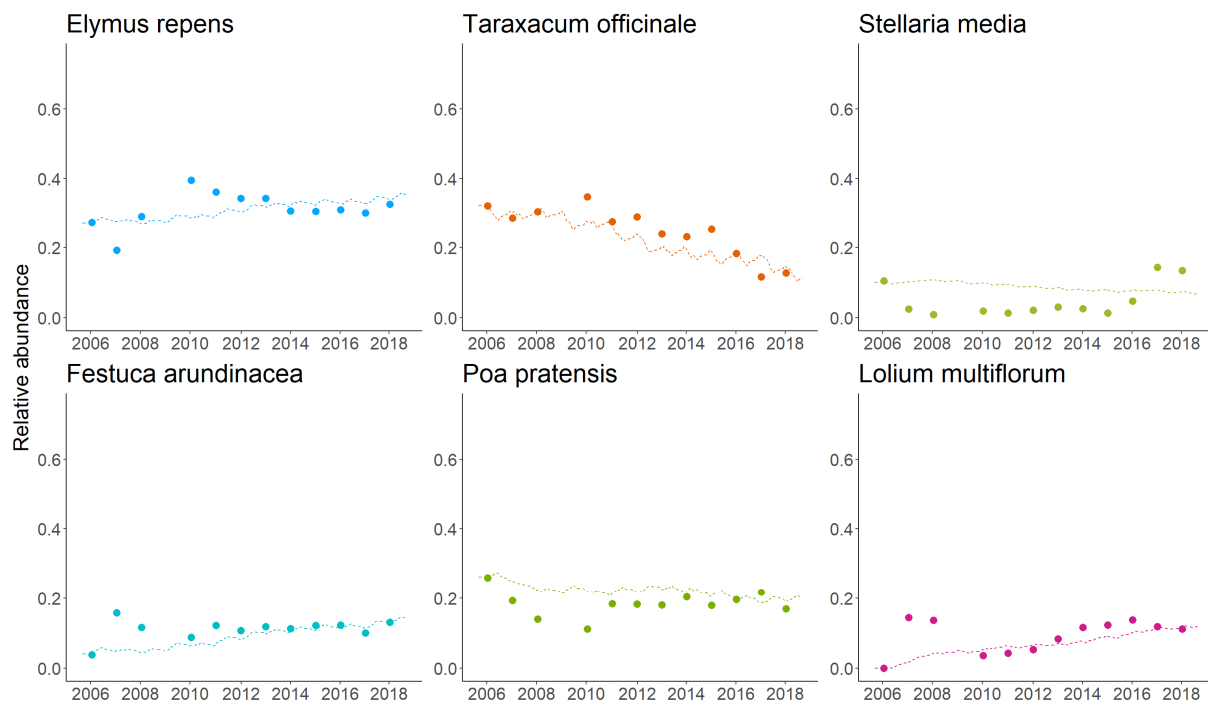 Elymus repens
Taraxacum officinale
Stellaria media
0.6
0.4
0.2
0.0
2006 2008 2010 2012 2014 2016 2018
0.6
0.4
0.2
0.0
2006 2008 2010 2012 2014 2016 2018
0.6
0.4
0.2
0.0
2006 2008 2010 2012 2014 2016 2018
Relative abundance
Festuca arundinacea
Poa pratensis
Lolium multiflorum
0.6
0.4
0.2
0.0
2006 2008 2010 2012 2014 2016 2018
0.6
0.4
0.2
0.0
2006 2008 2010 2012 2014 2016 2018
0.6
0.4
0.2
0.0
2006 2008 2010 2012 2014 2016 2018